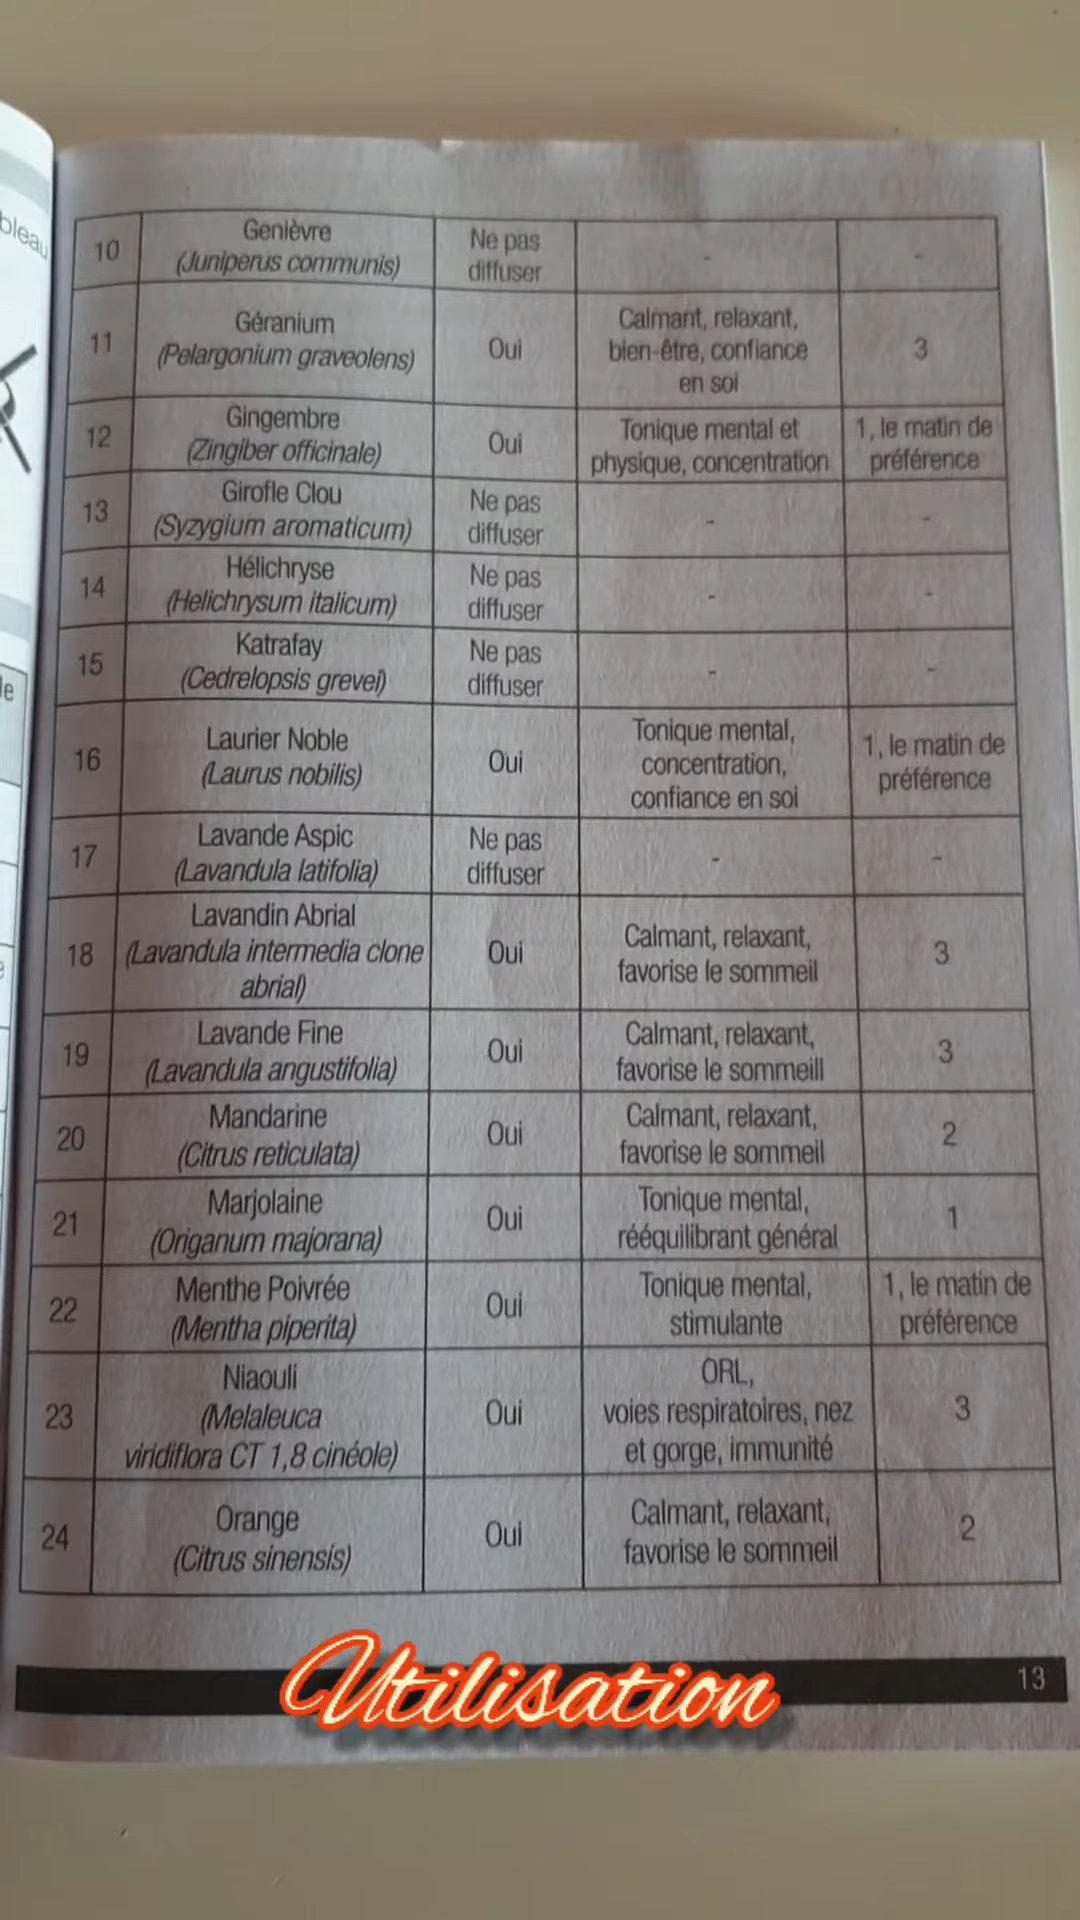 bleau
le
e
10
Genièvre
(Juniperus communis)
Ne pas
diffuser
-
-
11
Géranium
(Pelargonium graveolens)
Oui
Calmant, relaxant,
bien-être, confiance
en soi
3
12
Gingembre
(Zingiber officinale)
Oui
Tonique mental et
physique, concentration
1, le matin de
préférence
13
Girofle Clou
(Syzygium aromaticum)
Ne pas
diffuser
-
-
14
Hélichryse
(Helichrysum italicum)
Ne pas
diffuser
-
-
15
Katrafay
(Cedrelopsis grevei)
Ne pas
diffuser
-
-
16
Laurier Noble
(Laurus nobilis)
Oui
Tonique mental,
concentration,
confiance en soi
1, le matin de
préférence
17
Lavande Aspic
(Lavandula latifolia)
Ne pas
diffuser
-
-
18
Lavandin Abrial
(Lavandula intermedia clone
abrial)
Oui
Calmant, relaxant,
favorise le sommeil
3
19
Lavande Fine
(Lavandula angustifolia)
Oui
Calmant, relaxant,
favorise le sommeill
3
20
Mandarine
(Citrus reticulata)
Oui
Calmant, relaxant,
favorise le sommeil
2
21
Marjolaine
(Origanum majorana)
Oui
Tonique mental,
rééquilibrant général
1
22
Menthe Poivrée
(Mentha piperita)
Oui
Tonique mental,
stimulante
1, le matin de
préférence
23
Niaouli
(Melaleuca
viridiflora CT 1,8 cinéole)
Oui
ORL,
voies respiratoires, nez
et gorge, immunité
3
24
Orange
(Citrus sinensis)
Oui
Calmant, relaxant,
favorise le sommeil
2
Utilisation
13